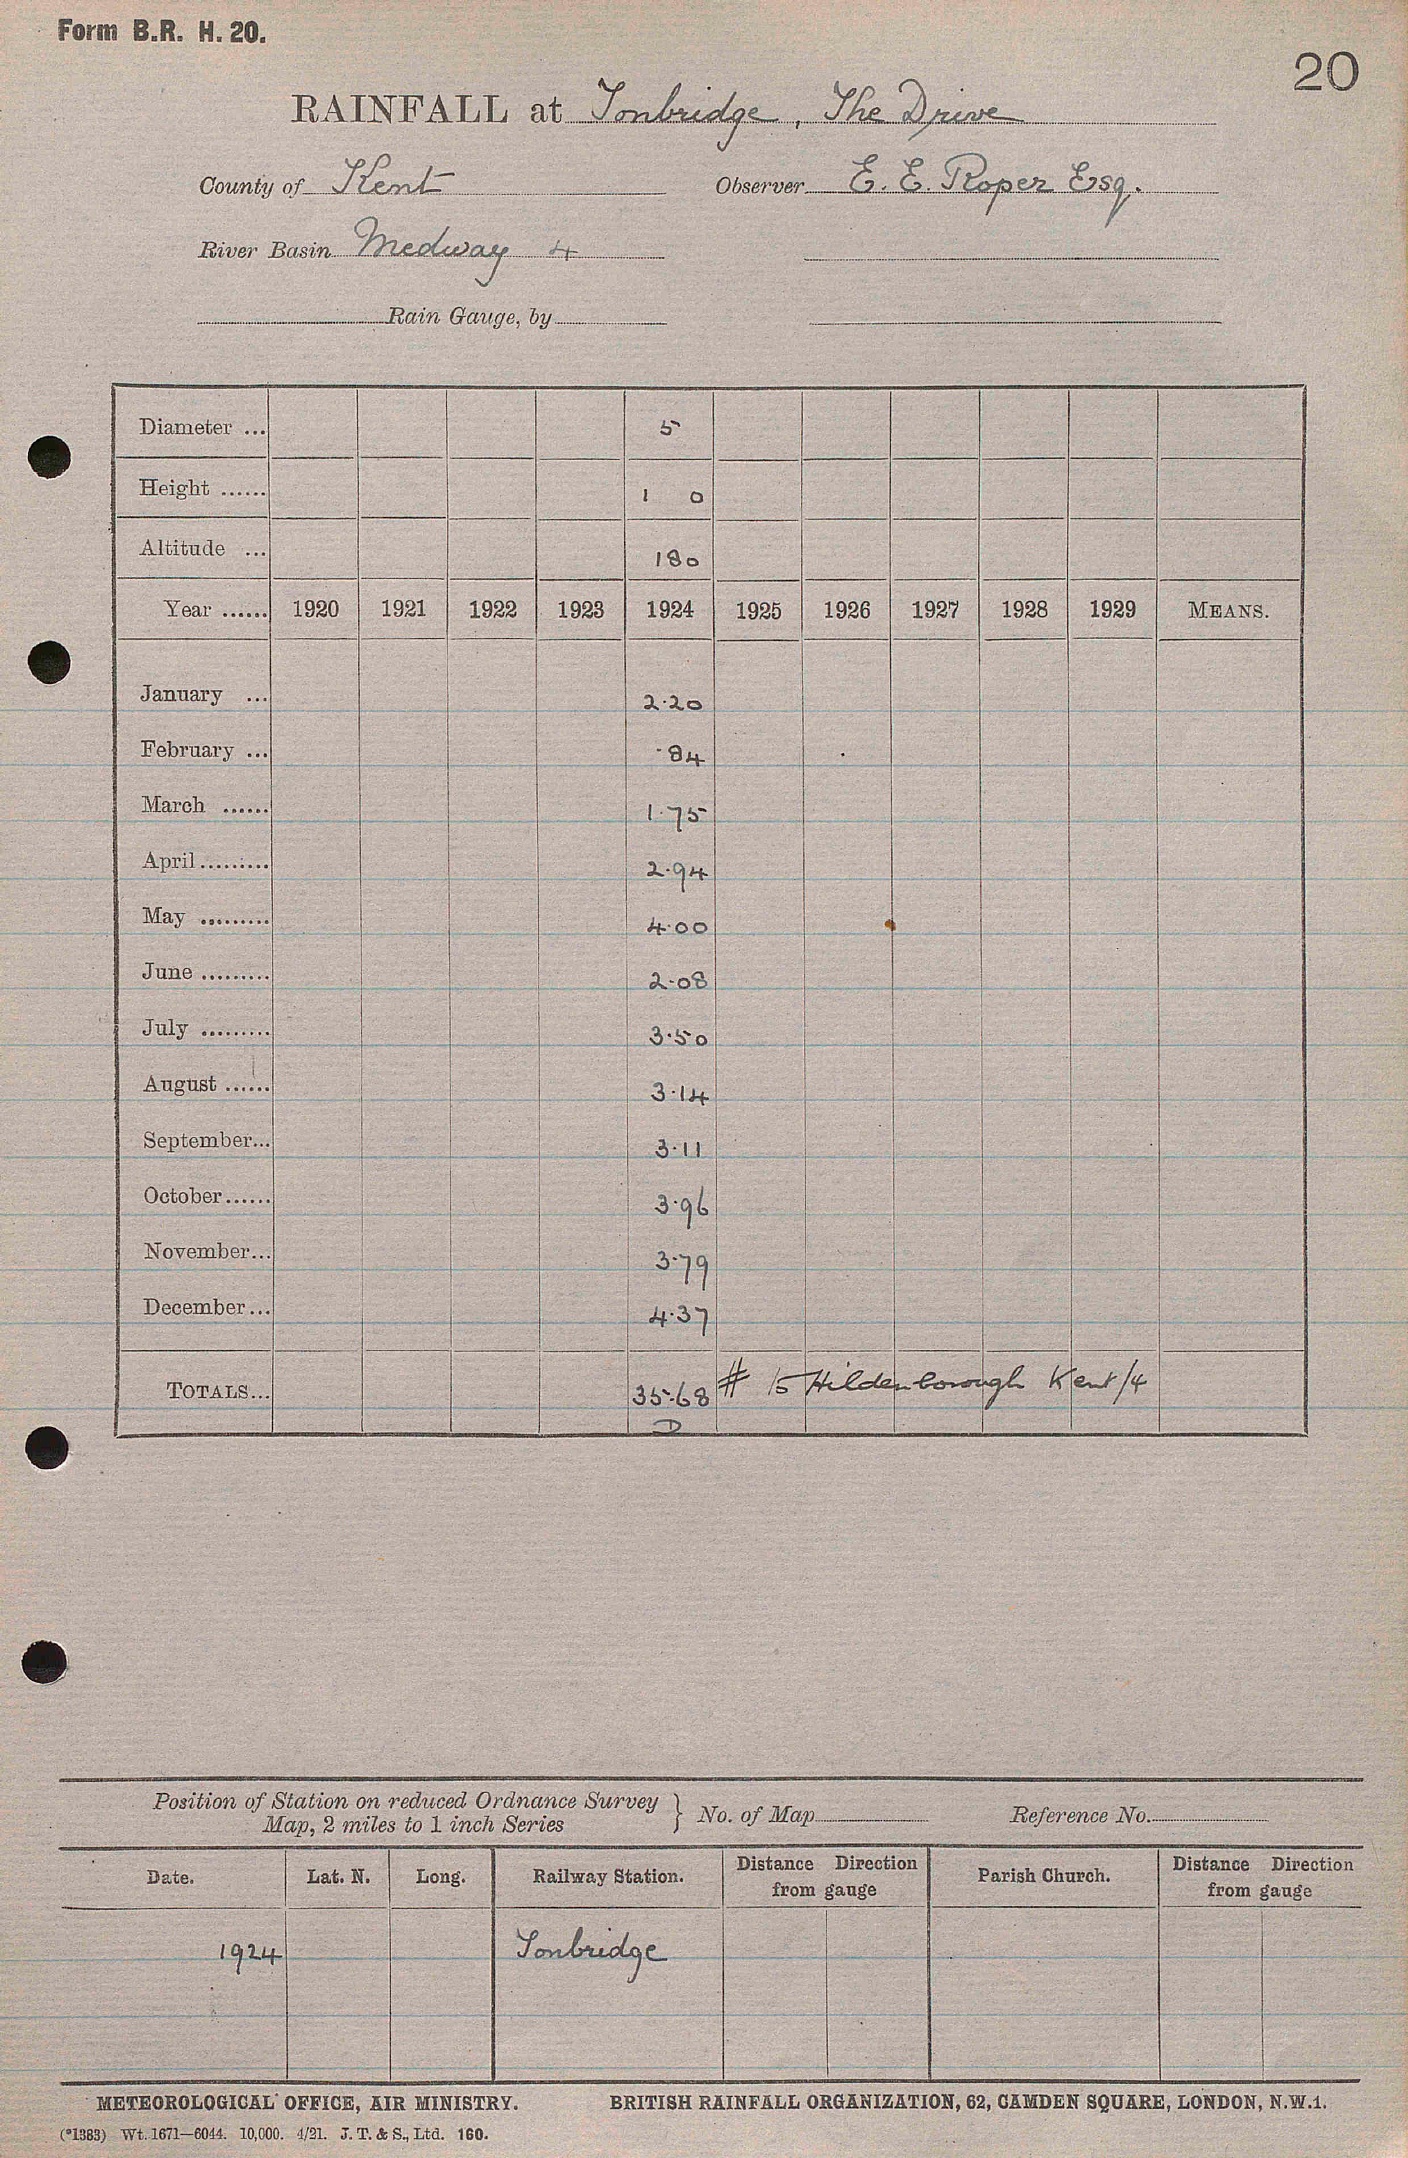 Form B.R. H. 20.
20
RAINFALL at Tonbridge, The Drive
County of Kent Observer E. E. Roper Esq.
River Basin Medway 4
Rain Gauge, by
Diameter ... 5
Height ...... 1 0
Altitude ... 180
Year ...... 1920 1921 1922 1923 1924 1925 1926 1927 1928 1929 MEANS.
January ... 2.20
February ... .84
March ...... 1.75
April ......... 2.94
May ......... 4.00
June ......... 2.08
July ......... 3.50
August ...... 3.14
September... 3.11
October...... 3.96
November... 3.79
December... 4.37
TOTALS... 35.68 # 15 Hildenborough Kent/4
D
Position of Station on reduced Ordnance Survey
Map, 2 miles to 1 inch Series } No. of Map Reference No.
Date. Lat. N. Long. Railway Station. Distance Direction from gauge Parish Church. Distance Direction from gauge
1924 Tonbridge
METEOROLOGICAL OFFICE, AIR MINISTRY. BRITISH RAINFALL ORGANIZATION, 62, CAMDEN SQUARE, LONDON, N.W.1.
(*1383) Wt. 1671—6044. 10,000. 4/21. J. T. & S., Ltd. 160.